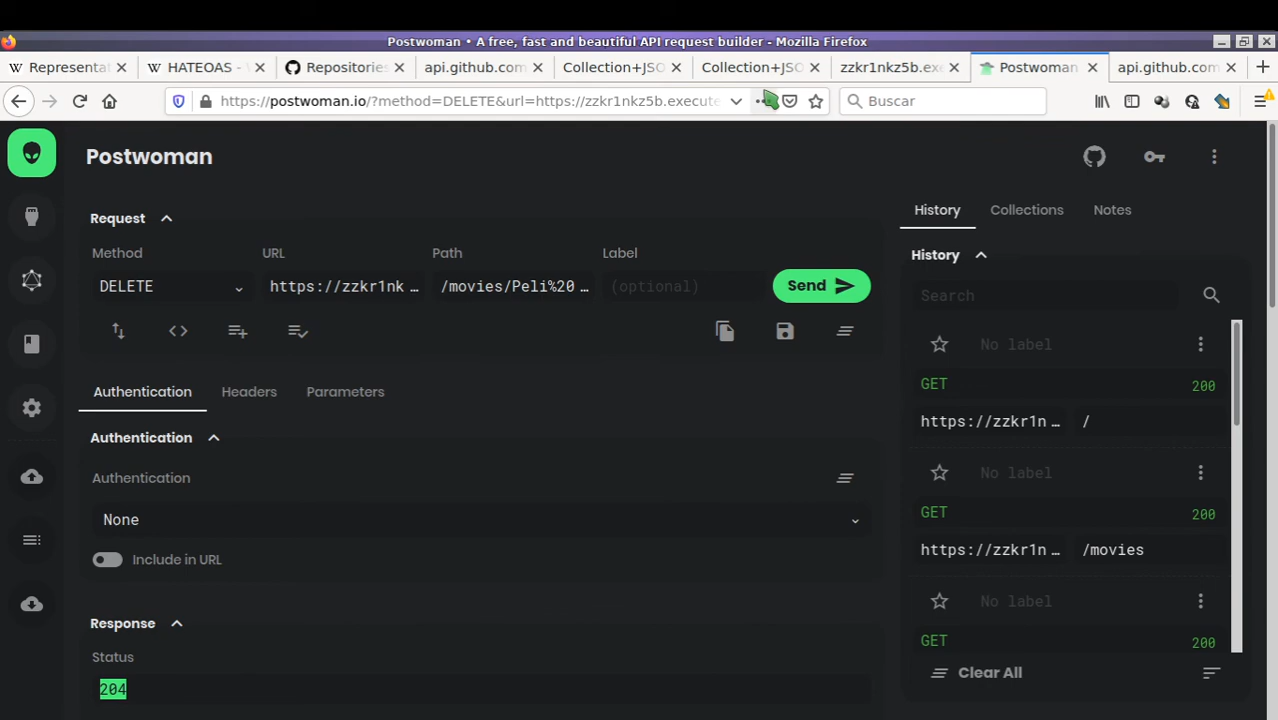 Postwoman • A free, fast and beautiful API request builder - Mozilla Firefox
Representat
HATEOAS -
Repositories
api.github.com
Collection+JSO
Collection+JSO
zzkr1nkz5b.exe
Postwoman
api.github.com
https://postwoman.io/?method=DELETE&url=https://zzkr1nkz5b.execute
Buscar
Postwoman
Request
Method
URL
Path
Label
DELETE
https://zzkr1nk …
/movies/Peli%20 …
(optional)
Send
Authentication
Headers
Parameters
Authentication
Authentication
None
Include in URL
Response
Status
204
History
Collections
Notes
History
Search
No label
GET
200
https://zzkr1n …
/
No label
GET
200
https://zzkr1n …
/movies
No label
GET
200
Clear All